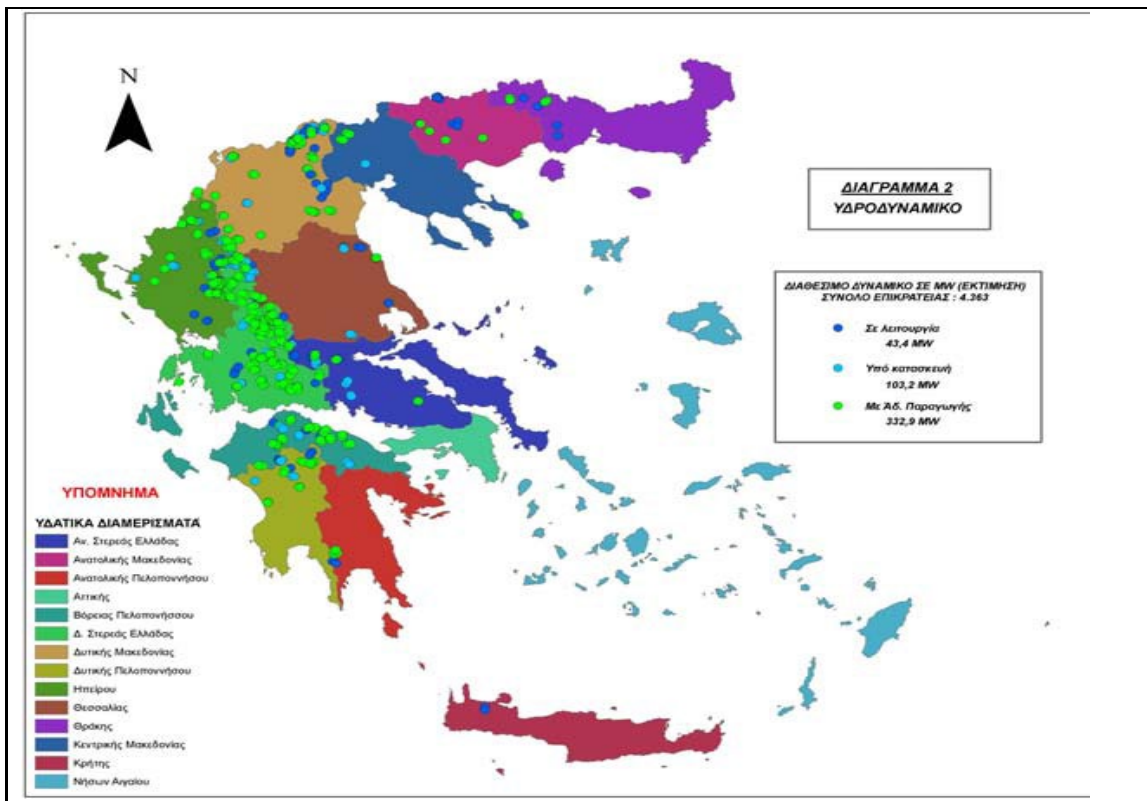 N
ΔΙΑΓΡΑΜΜΑ 2
ΥΔΡΟΔΥΝΑΜΙΚΟ
ΔΙΑΘΕΣΙΜΟ ΔΥΝΑΜΙΚΟ ΣΕ MW (ΕΚΤΙΜΗΣΗ)
ΣΥΝΟΛΟ ΕΠΙΚΡΑΤΕΙΑΣ : 4.363
Σε λειτουργία
43,4 MW
Υπό κατασκευή
103,2 MW
Με Άδ. Παραγωγής
332,9 MW
ΥΠΟΜΝΗΜΑ
ΥΔΑΤΙΚΑ ΔΙΑΜΕΡΙΣΜΑΤΑ
Αν. Στερεάς Ελλάδας
Ανατολικής Μακεδονίας
Ανατολικής Πελοποννήσου
Αττικής
Βόρειας Πελοπονήσσου
Δ. Στερεάς Ελλάδας
Δυτικής Μακεδονίας
Δυτικής Πελοποννήσου
Ηπείρου
Θεσσαλίας
Θράκης
Κεντρικής Μακεδονίας
Κρήτης
Νήσων Αιγαίου